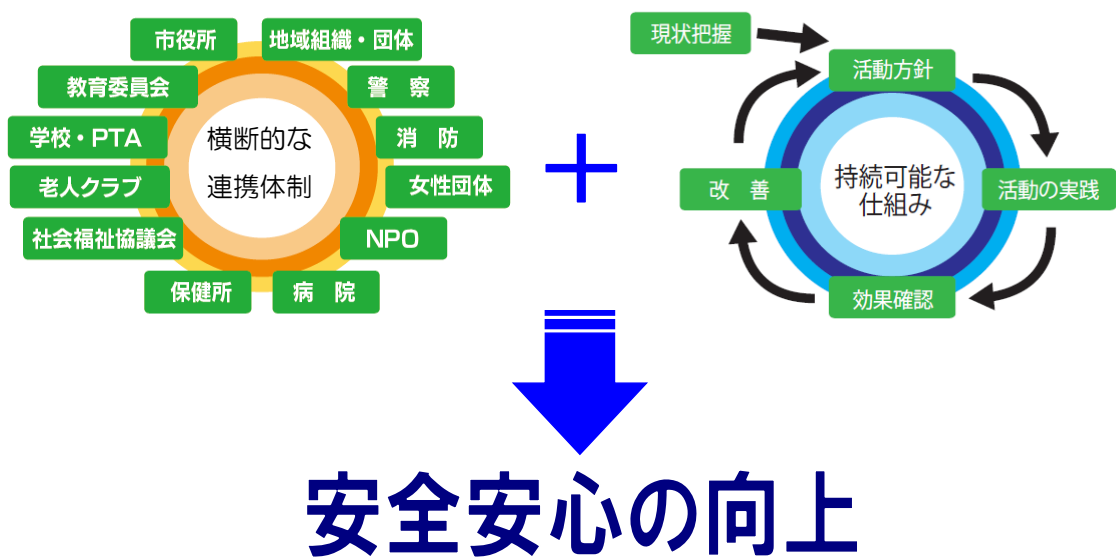 市役所
地域組織・団体
教育委員会
警　察
学校・PTA
消　防
老人クラブ
女性団体
社会福祉協議会
NPO
保健所
病　院
横断的な
連携体制
＋
現状把握
活動方針
活動の実践
効果確認
改　善
持続可能な
仕組み
安全安心の向上